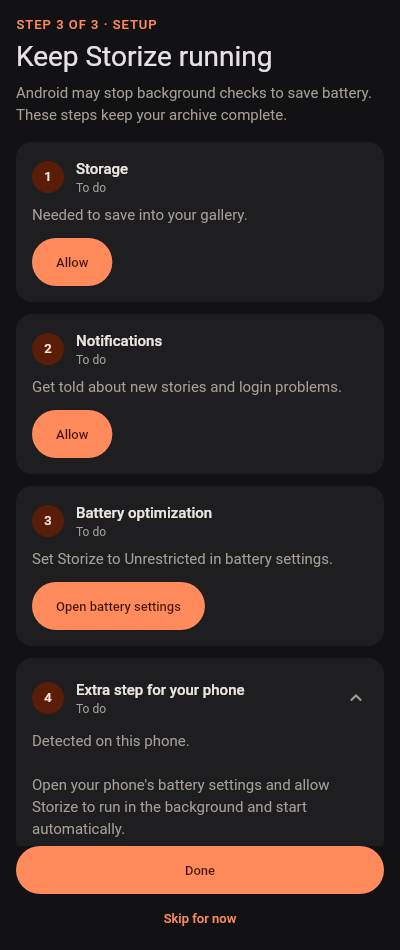 STEP 3 OF 3 · SETUP
Keep Storize running
Android may stop background checks to save battery.
These steps keep your archive complete.
1
Storage
To do
Needed to save into your gallery.
Allow
2
Notifications
To do
Get told about new stories and login problems.
Allow
3
Battery optimization
To do
Set Storize to Unrestricted in battery settings.
Open battery settings
4
Extra step for your phone
To do
Detected on this phone.
Open your phone's battery settings and allow
Storize to run in the background and start
automatically.
Done
Skip for now